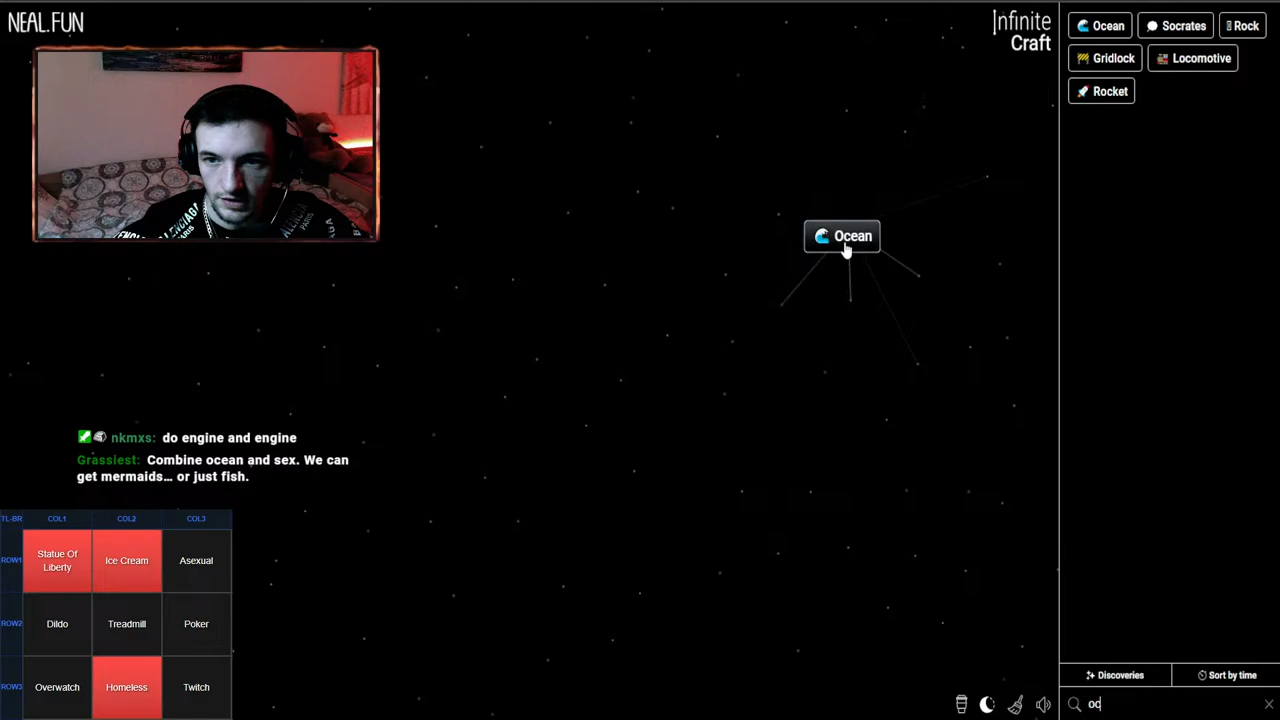 NEAL.FUN
Infinite
Craft
Ocean
Socrates
Rock
Gridlock
Locomotive
Rocket
Ocean
nkmxs: do engine and engine
Grassiest: Combine ocean and sex. We can
get mermaids... or just fish.
TL-BR COL1 COL2 COL3
ROW1 Statue Of
Liberty
Ice Cream
Asexual
ROW2 Dildo Treadmill Poker
ROW3 Overwatch Homeless Twitch
Discoveries
Sort by time
oc